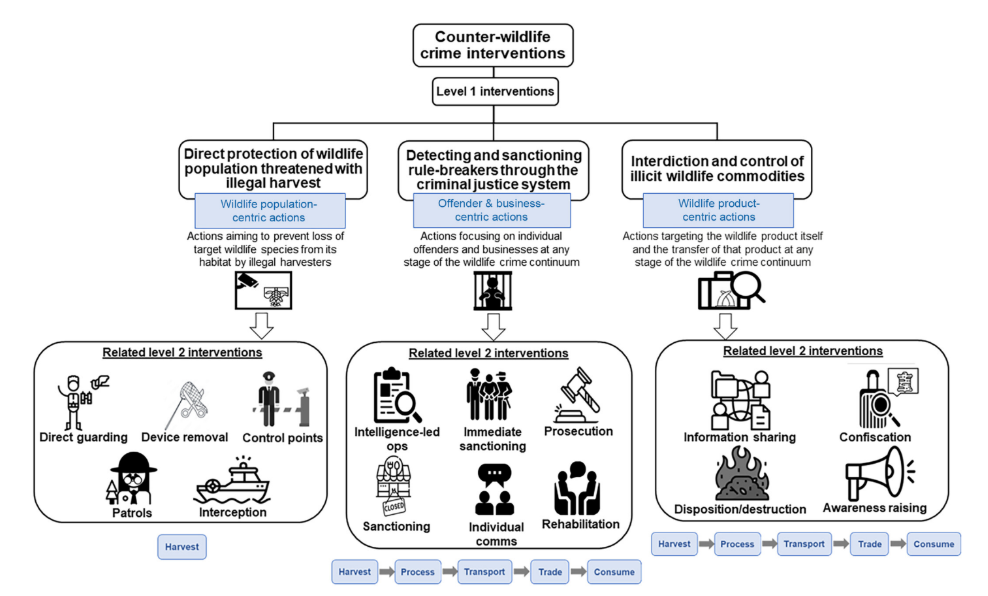 Counter-wildlife
crime interventions
Level 1 interventions
Direct protection of wildlife
population threatened with
illegal harvest
Wildlife population-
centric actions
Actions aiming to prevent loss of
target wildlife species from its
habitat by illegal harvesters
Related level 2 interventions
Direct guarding
Device removal
Control points
Patrols
Interception
Harvest
Detecting and sanctioning
rule-breakers through the
criminal justice system
Offender & business-
centric actions
Actions focusing on individual
offenders and businesses at any
stage of the wildlife crime continuum
Related level 2 interventions
Intelligence-led
ops
Immediate
sanctioning
Prosecution
CLOSED
Sanctioning
Individual
comms
Rehabilitation
Harvest
Process
Transport
Trade
Consume
Interdiction and control of
illicit wildlife commodities
Wildlife product-
centric actions
Actions targeting the wildlife product itself
and the transfer of that product at any
stage of the wildlife crime continuum
Related level 2 interventions
Information sharing
Confiscation
Disposition/destruction
Awareness raising
Harvest
Process
Transport
Trade
Consume